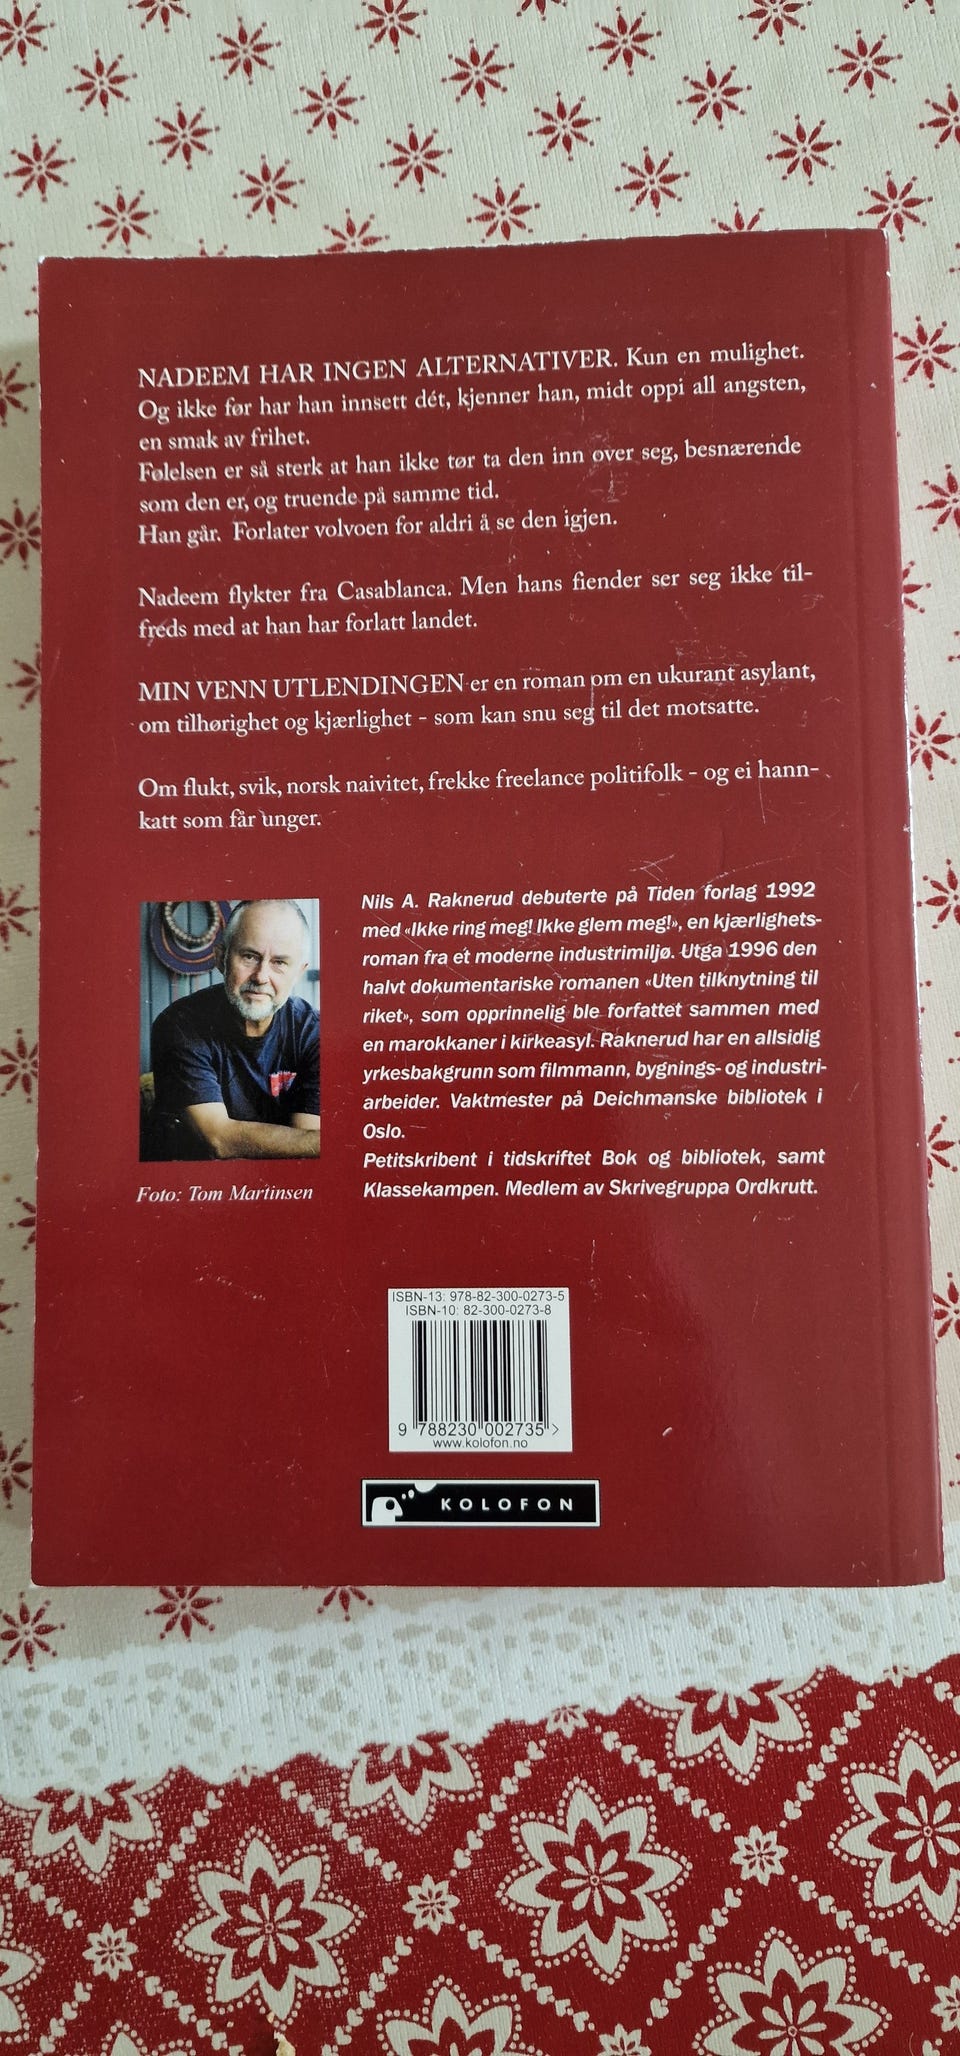 NADEEM HAR INGEN ALTERNATIVER. Kun en mulighet.
Og ikke før har han innsett dét, kjenner han, midt oppi all angsten,
en smak av frihet.
Følelsen er så sterk at han ikke tør ta den inn over seg, besnærende
som den er, og truende på samme tid.
Han går. Forlater volvoen for aldri å se den igjen.
Nadeem flykter fra Casablanca. Men hans fiender ser seg ikke til-
freds med at han har forlatt landet.
MIN VENN UTLENDINGEN er en roman om en ukurant asylant,
om tilhørighet og kjærlighet - som kan snu seg til det motsatte.
Om flukt, svik, norsk naivitet, frekke freelance politifolk - og ei hann-
katt som får unger.
Nils A. Raknerud debuterte på Tiden forlag 1992
med «Ikke ring meg! Ikke glem meg!», en kjærlighets-
roman fra et moderne industrimiljø. Utga 1996 den
halvt dokumentariske romanen «Uten tilknytning til
riket», som opprinnelig ble forfattet sammen med
en marokkaner i kirkeasyl. Raknerud har en allsidig
yrkesbakgrunn som filmmann, bygnings- og industri-
arbeider. Vaktmester på Deichmanske bibliotek i
Oslo.
Petitskribent i tidskriftet Bok og bibliotek, samt
Klassekampen. Medlem av Skrivegruppa Ordkrutt.
Foto: Tom Martinsen
ISBN-13: 978-82-300-0273-5
ISBN-10: 82-300-0273-8
9 788230 002735 >
www.kolofon.no
KOLOFON